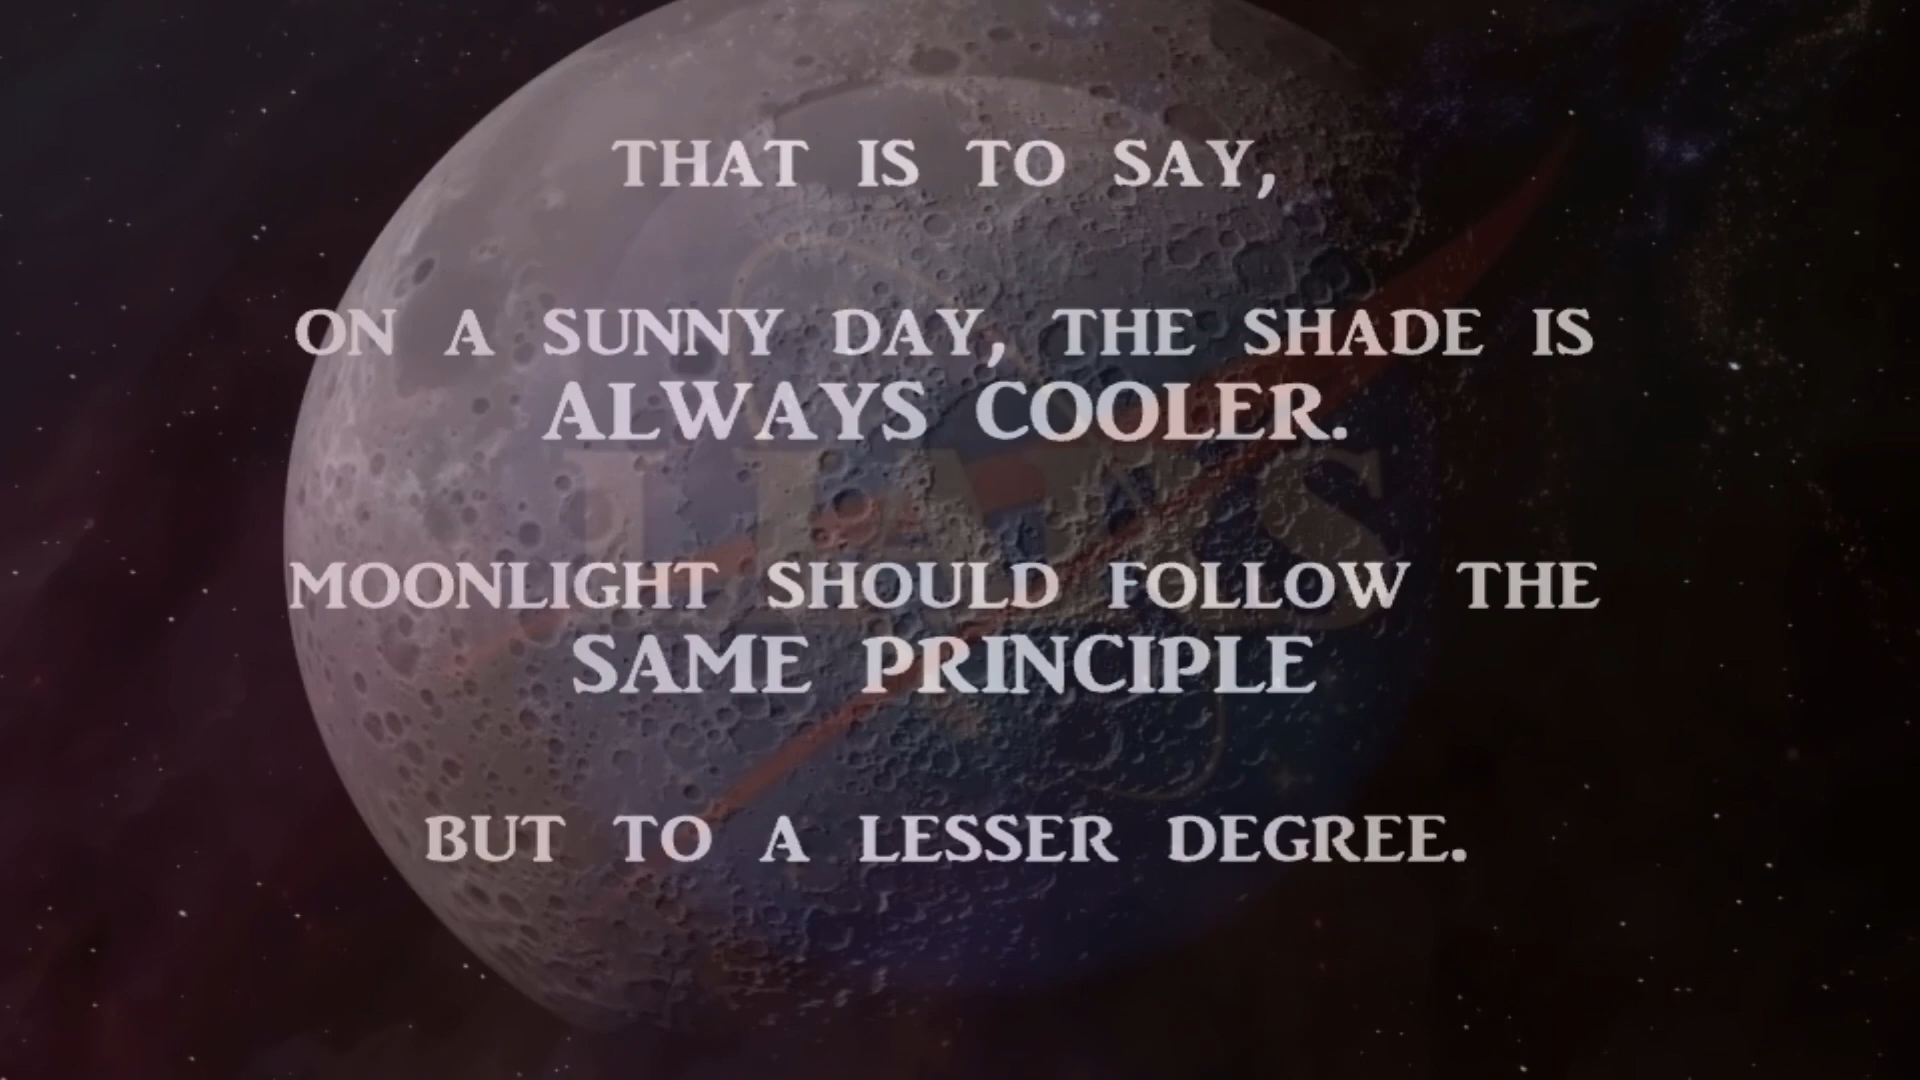 THAT IS TO SAY,
ON A SUNNY DAY, THE SHADE IS
ALWAYS COOLER.
MOONLIGHT SHOULD FOLLOW THE
SAME PRINCIPLE
BUT TO A LESSER DEGREE.